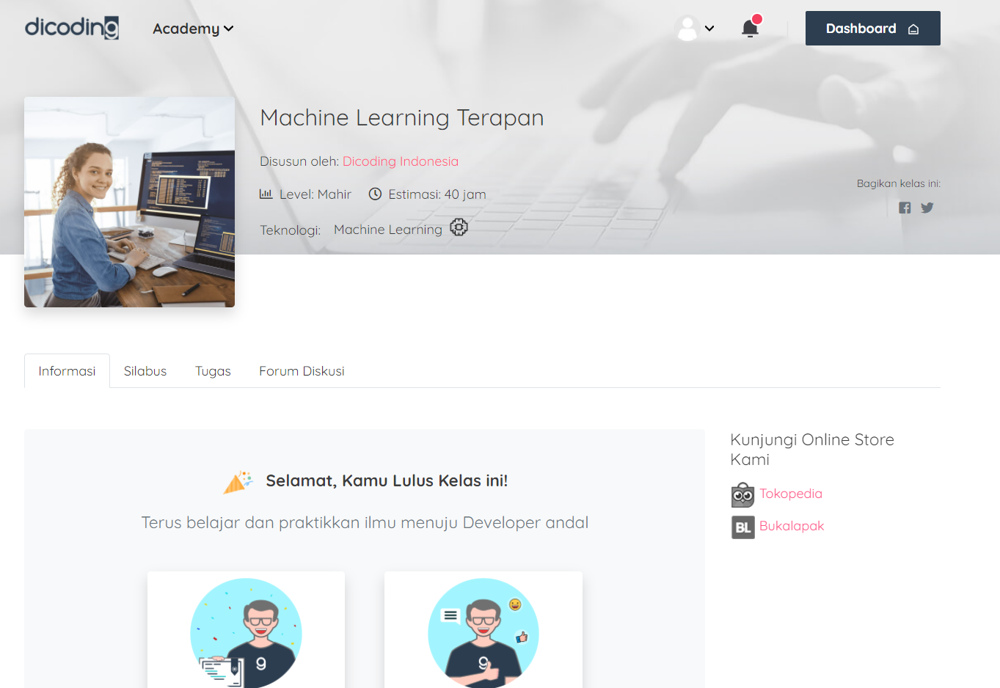 dicoding
Academy
Dashboard
Machine Learning Terapan
Disusun oleh: Dicoding Indonesia
Level: Mahir Estimasi: 40 jam
Teknologi: Machine Learning
Bagikan kelas ini:
Informasi Silabus Tugas Forum Diskusi
Selamat, Kamu Lulus Kelas ini!
Terus belajar dan praktikkan ilmu menuju Developer andal
Kunjungi Online Store
Kami
Tokopedia
BL Bukalapak